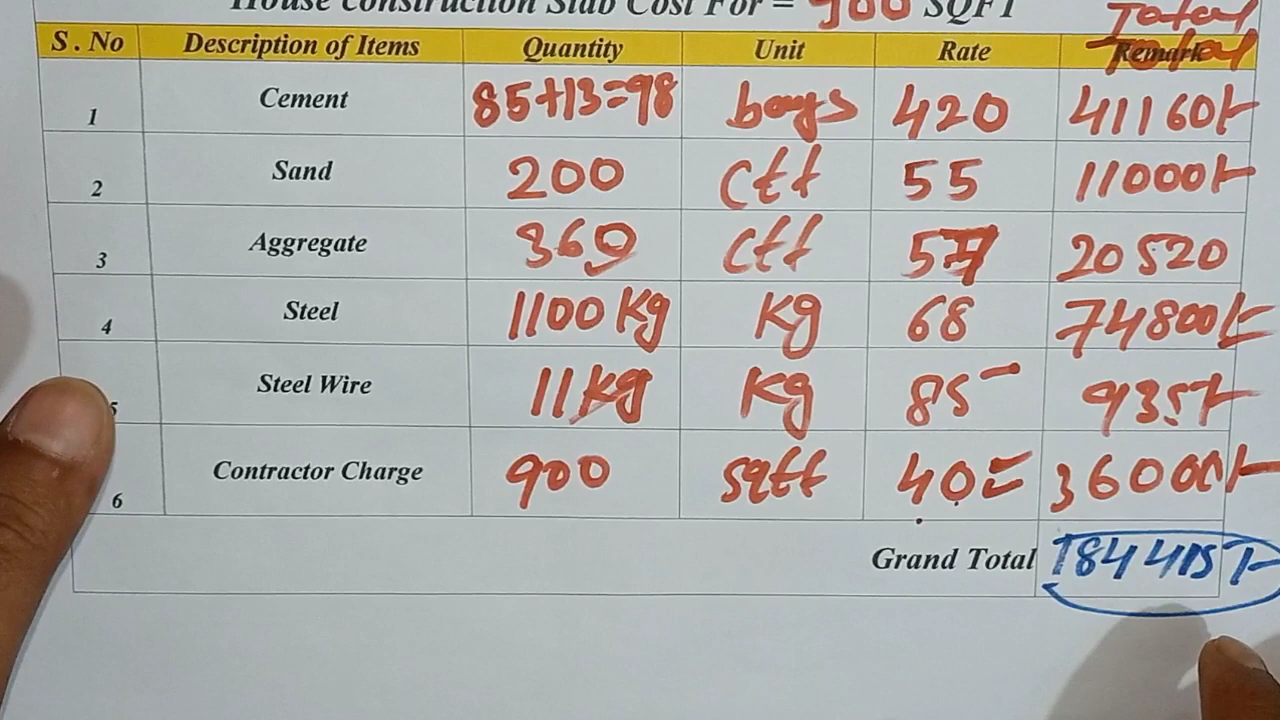 House Construction Slab Cost For = 900 SQFT
Total
S . No Description of Items Quantity Unit Rate Remark Total
1 Cement 85+13=98 bags 420 41160/-
2 Sand 200 Cft 55 11000/-
3 Aggregate 360 Cft 57 20520
4 Steel 1100 Kg Kg 68 74800/-
5 Steel Wire 11kg Kg 85- 935/-
6 Contractor Charge 900 sqft 40= 36000/-
Grand Total 184415/-